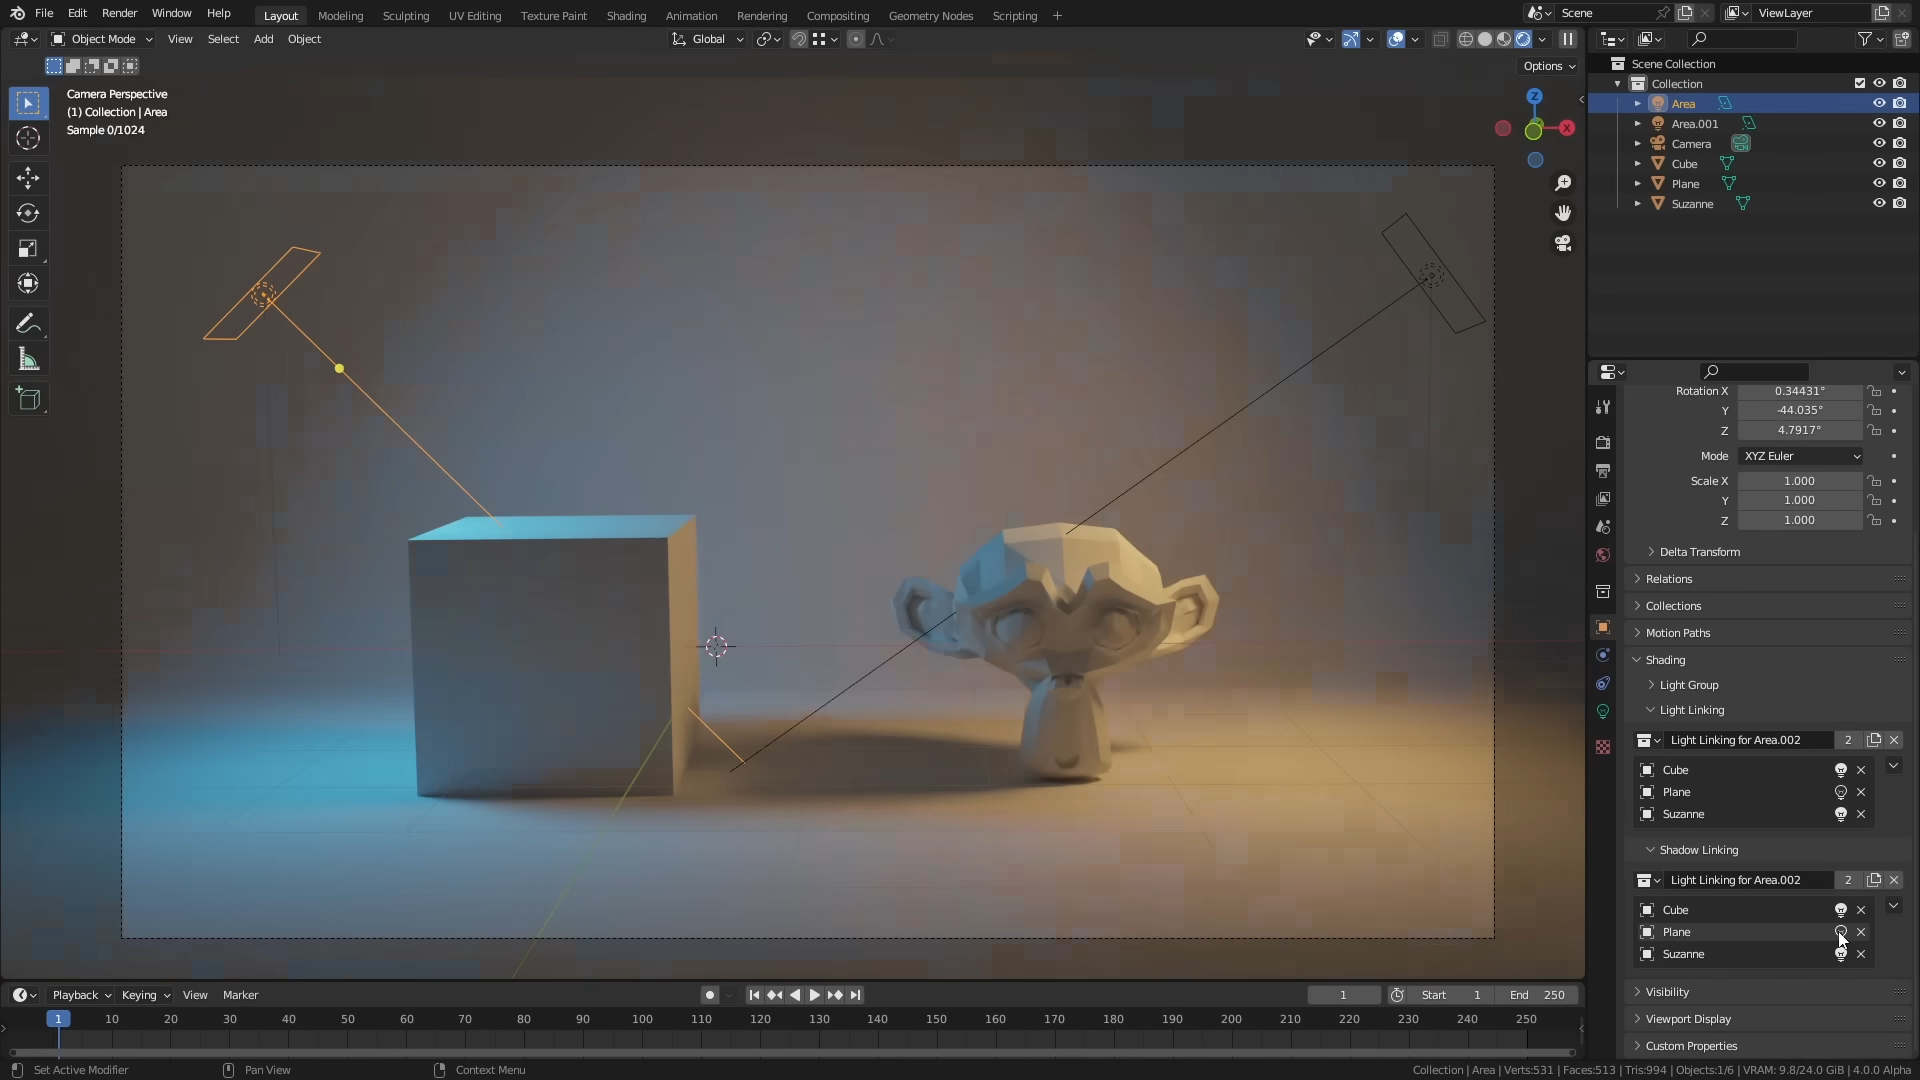 File Edit Render Window Help Layout Modeling Sculpting UV Editing Texture Paint Shading Animation Rendering Compositing Geometry Nodes Scripting + Scene ViewLayer
Object Mode View Select Add Object Global
Options
Camera Perspective
(1) Collection | Area
Sample 0/1024
Z
X
Scene Collection
Collection
Area
Area.001
Camera
Cube
Plane
Suzanne
Rotation X 0.34431°
Y -44.035°
Z 4.7917°
Mode XYZ Euler
Scale X 1.000
Y 1.000
Z 1.000
Delta Transform
Relations
Collections
Motion Paths
Shading
Light Group
Light Linking
Light Linking for Area.002 2
Cube
Plane
Suzanne
Shadow Linking
Light Linking for Area.002 2
Cube
Plane
Suzanne
Visibility
Viewport Display
Custom Properties
Playback Keying View Marker 1 Start 1 End 250
1 10 20 30 40 50 60 70 80 90 100 110 120 130 140 150 160 170 180 190 200 210 220 230 240 250
Set Active Modifier Pan View Context Menu Collection | Area | Verts:531 | Faces:513 | Tris:994 | Objects:1/6 | VRAM: 9.8/24.0 GiB | 4.0.0 Alpha